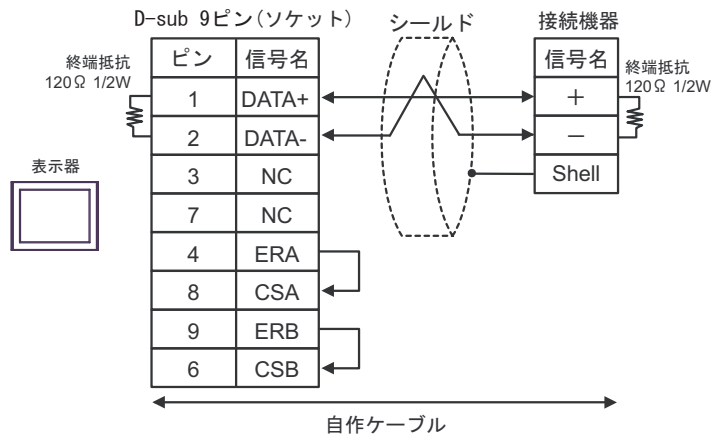 D-sub 9ピン(ソケット)
シールド
接続機器
終端抵抗
120Ω 1/2W
ピン 信号名
1 DATA+
2 DATA-
3 NC
7 NC
4 ERA
8 CSA
9 ERB
6 CSB
信号名
+
−
Shell
終端抵抗
120Ω 1/2W
表示器
自作ケーブル